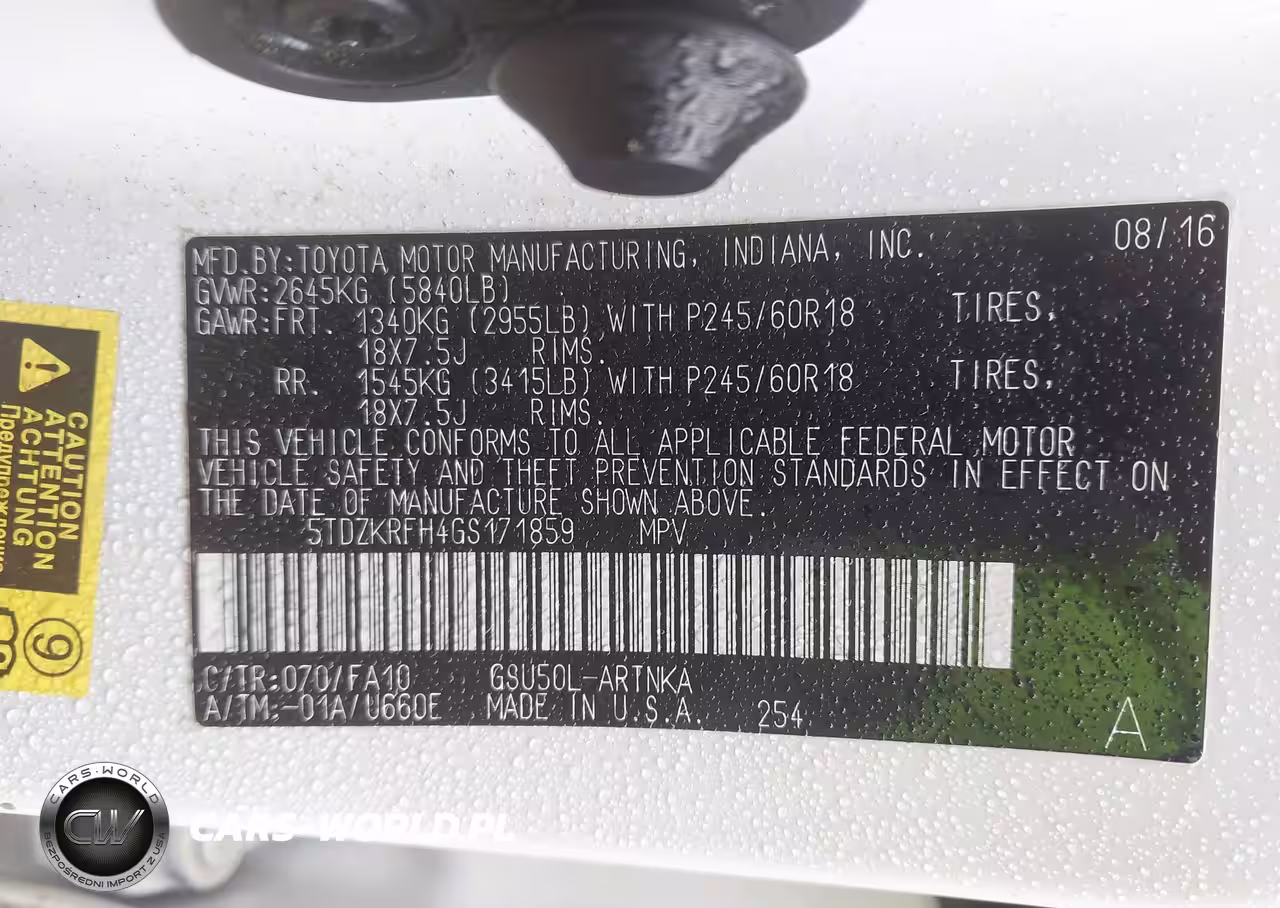 MFD.BY:TOYOTA MOTOR MANUFACTURING, INDIANA, INC. 08/16
GVWR:2645KG (5840LB)
GAWR:FRT. 1340KG (2955LB) WITH P245/60R18 TIRES,
18X7.5J RIMS.
RR. 1545KG (3415LB) WITH P245/60R18 TIRES,
18X7.5J RIMS.
THIS VEHICLE CONFORMS TO ALL APPLICABLE FEDERAL MOTOR
VEHICLE SAFETY AND THEFT PREVENTION STANDARDS IN EFFECT ON
THE DATE OF MANUFACTURE SHOWN ABOVE.
5TDZKRFH4GS171859 MPV
C/TR:070/FA10 GSU50L-ARTNKA
A/TM:-01A/U660E MADE IN U.S.A. 254 A
CAUTION
ATTENTION
ACHTUNG
9
CARS-WORLD
CW
BEZPOŚREDNI IMPORT Z USA
CARS-WORLD.PL